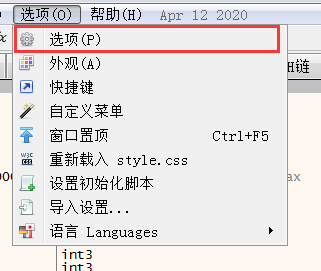 选项(O) 帮助(H) Apr 12 2020
选项(P)
外观(A)
快捷键
自定义菜单
窗口置顶 Ctrl+F5
重新载入 style.css
设置初始化脚本
导入设置...
语言 Languages
int3
int3